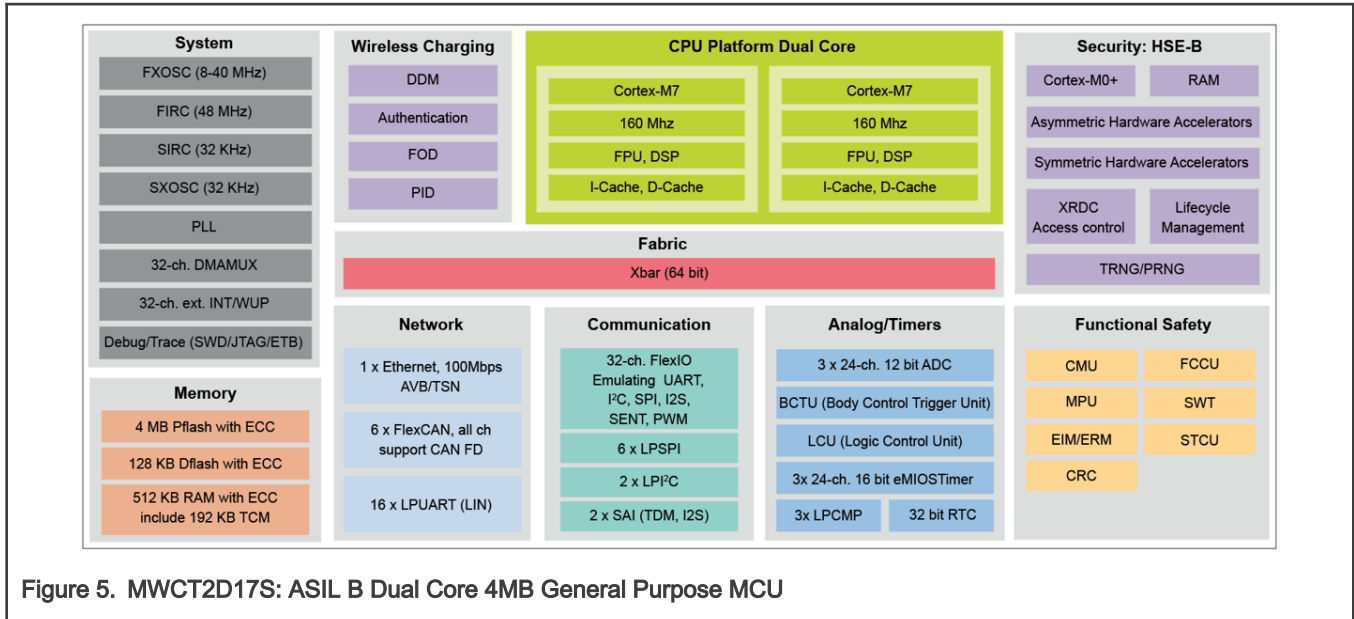 System
FXOSC (8-40 MHz)
FIRC (48 MHz)
SIRC (32 KHz)
SXOSC (32 KHz)
PLL
32-ch. DMAMUX
32-ch. ext. INT/WUP
Debug/Trace (SWD/JTAG/ETB)
Memory
4 MB Pflash with ECC
128 KB Dflash with ECC
512 KB RAM with ECC
include 192 KB TCM
Wireless Charging
DDM
Authentication
FOD
PID
CPU Platform Dual Core
Cortex-M7
160 Mhz
FPU, DSP
I-Cache, D-Cache
Cortex-M7
160 Mhz
FPU, DSP
I-Cache, D-Cache
Security: HSE-B
Cortex-M0+
RAM
Asymmetric Hardware Accelerators
Symmetric Hardware Accelerators
XRDC
Access control
Lifecycle
Management
TRNG/PRNG
Fabric
Xbar (64 bit)
Network
1 x Ethernet, 100Mbps
AVB/TSN
6 x FlexCAN, all ch
support CAN FD
16 x LPUART (LIN)
Communication
32-ch. FlexIO
Emulating UART,
I²C, SPI, I2S,
SENT, PWM
6 x LPSPI
2 x LPI²C
2 x SAI (TDM, I2S)
Analog/Timers
3 x 24-ch. 12 bit ADC
BCTU (Body Control Trigger Unit)
LCU (Logic Control Unit)
3x 24-ch. 16 bit eMIOSTimer
3x LPCMP
32 bit RTC
Functional Safety
CMU
FCCU
MPU
SWT
EIM/ERM
STCU
CRC
Figure 5. MWCT2D17S: ASIL B Dual Core 4MB General Purpose MCU